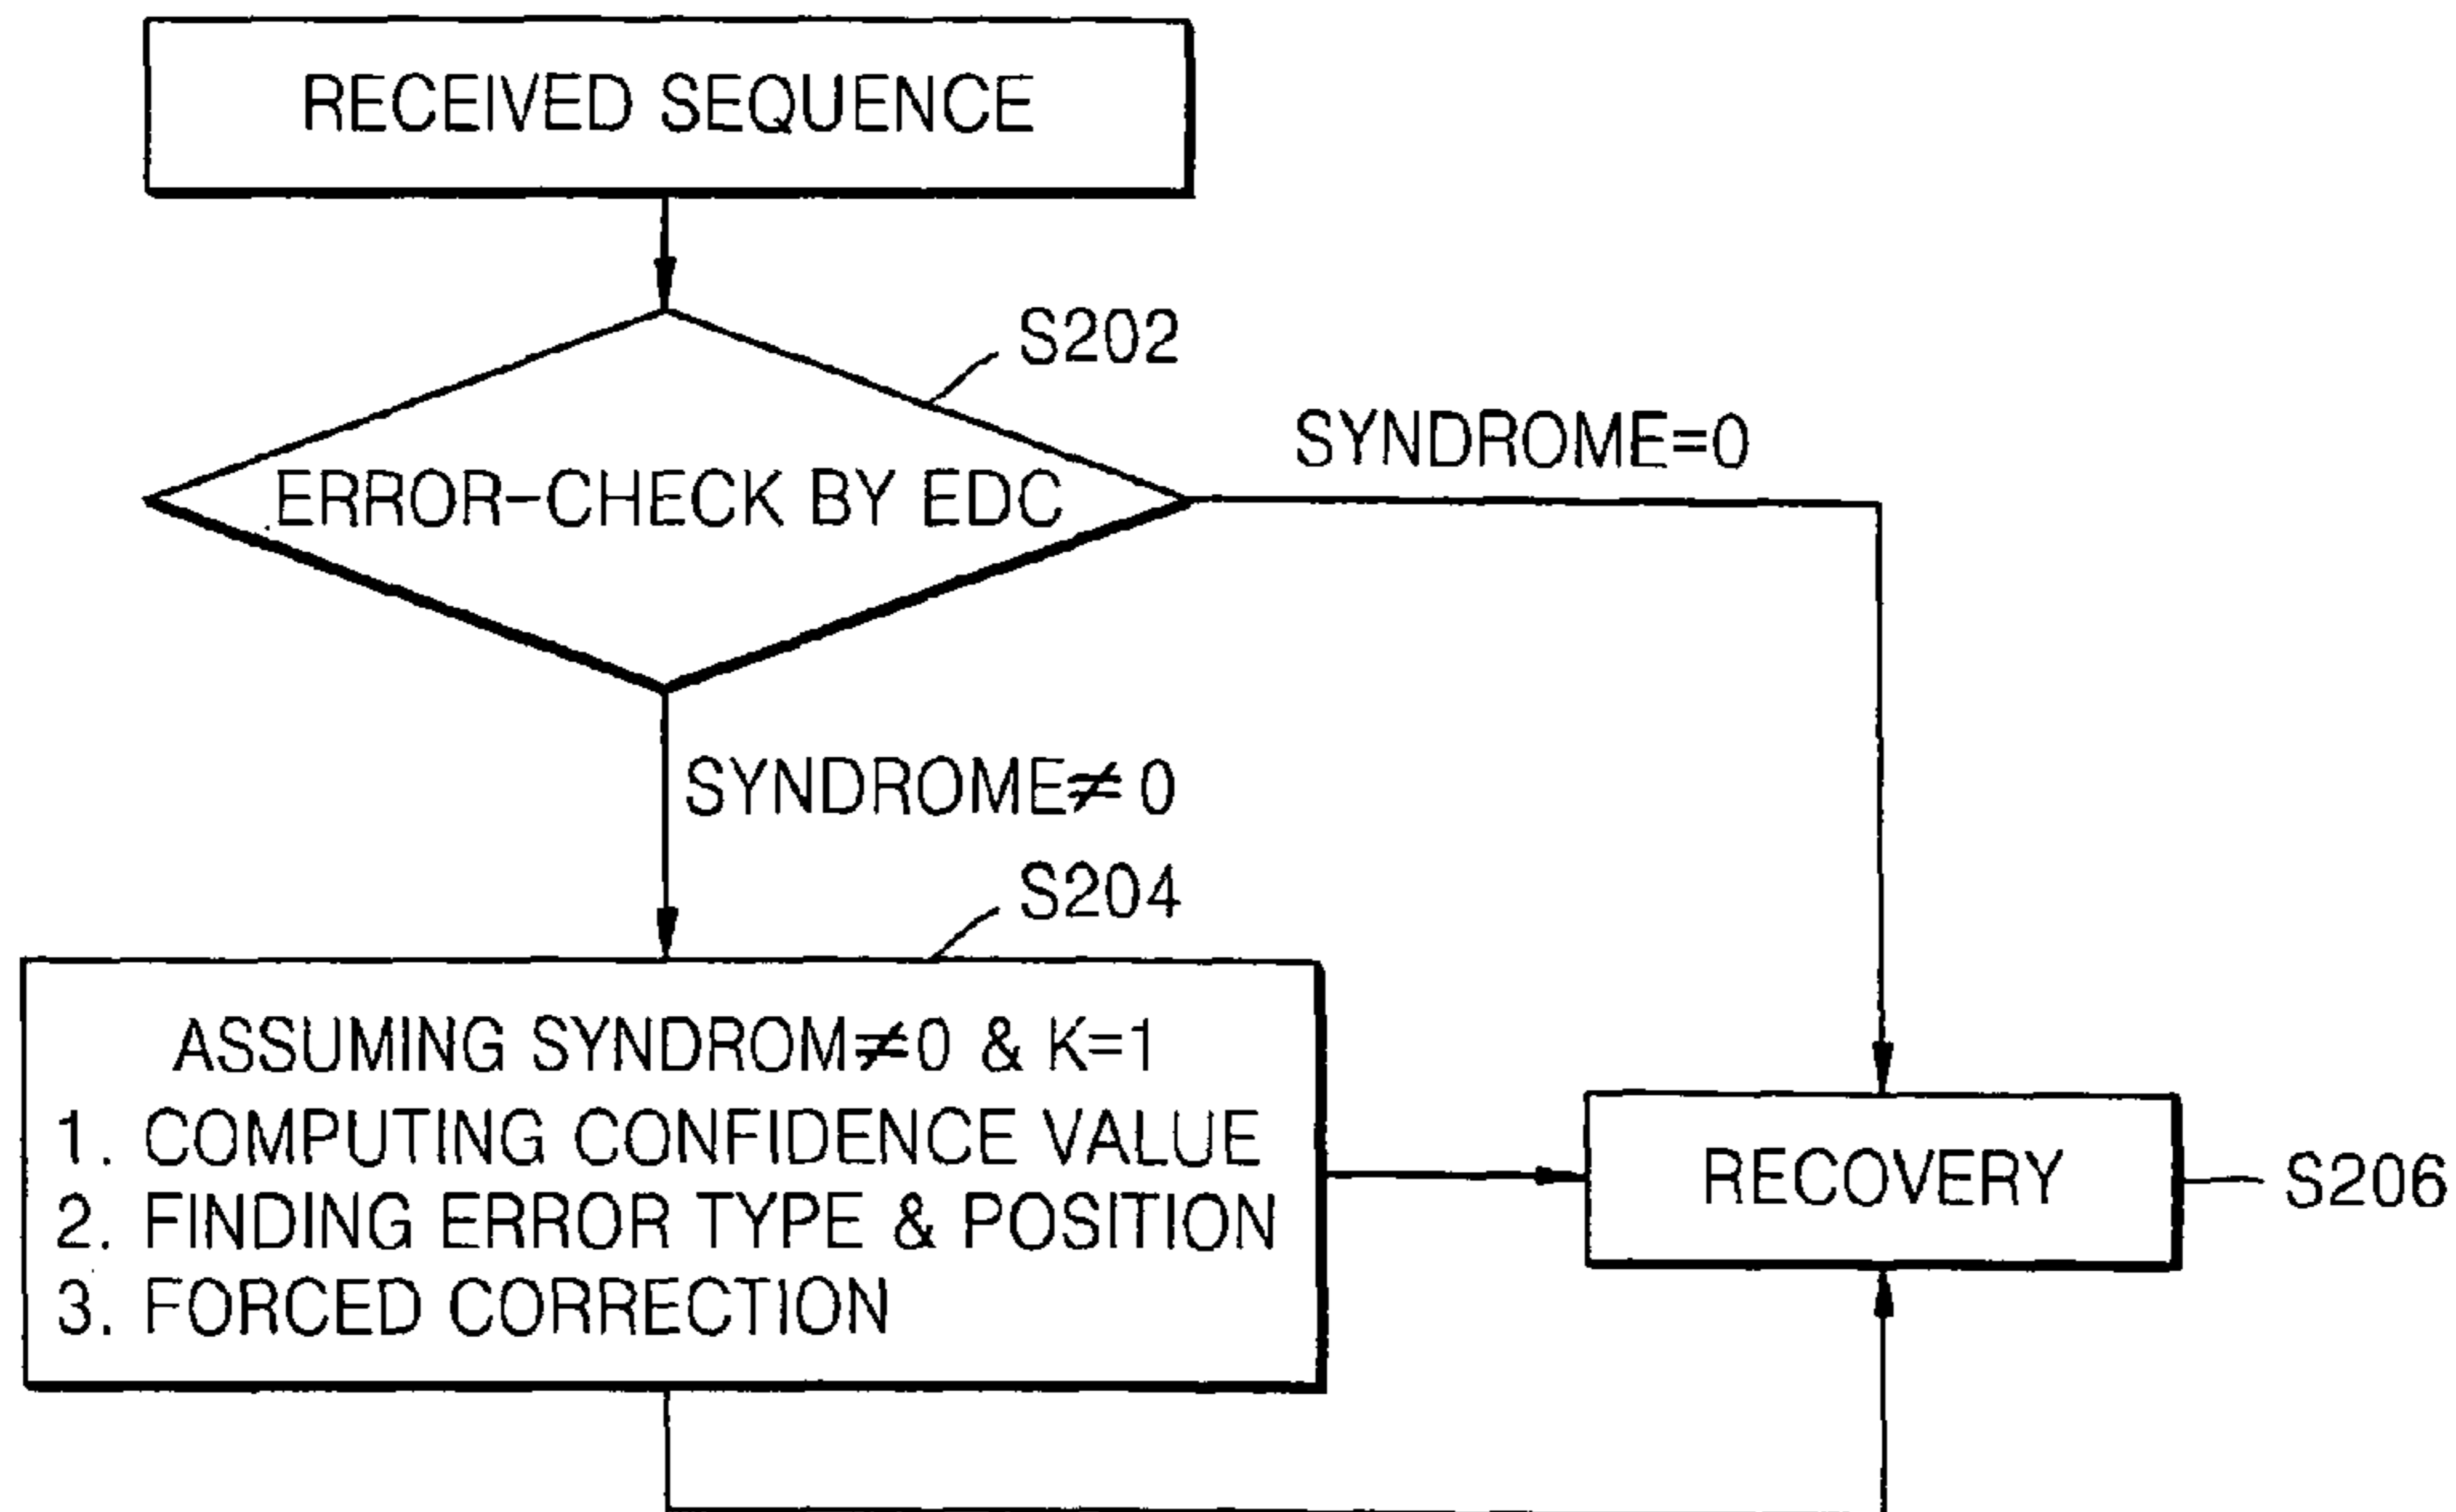 RECEIVED SEQUENCE
S202
SYNDROME=0
ERROR-CHECK BY EDC
SYNDROME≠0
S204
ASSUMING SYNDROM≠0 & K=1
1. COMPUTING CONFIDENCE VALUE
2. FINDING ERROR TYPE & POSITION
3. FORCED CORRECTION
RECOVERY
S206